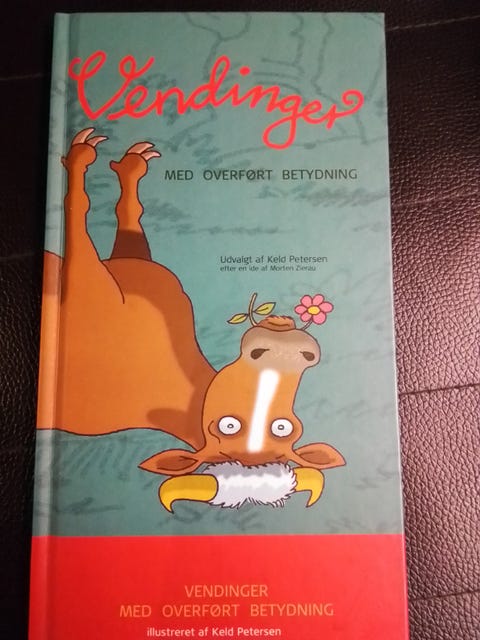 Vendinger
MED OVERFØRT BETYDNING
Udvalgt af Keld Petersen
efter en ide af Morten Zierau
VENDINGER
MED OVERFØRT BETYDNING
illustreret af Keld Petersen